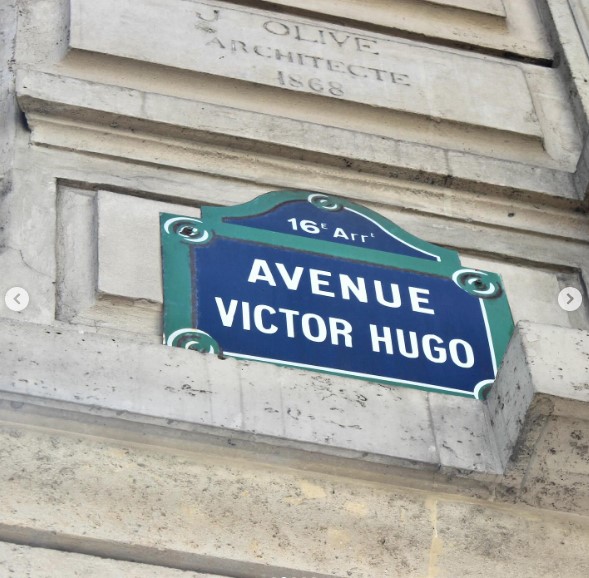 J OLIVE
ARCHITECTE
1868
16E Arrt
AVENUE
VICTOR HUGO